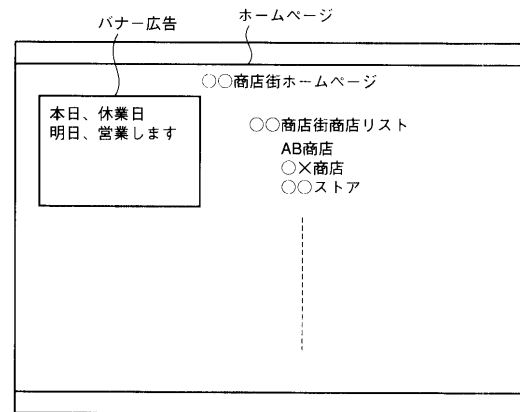 バナー広告
ホームページ
○○商店街ホームページ
本日、休業日
明日、営業します
○○商店街商店リスト
AB商店
○×商店
○○ストア